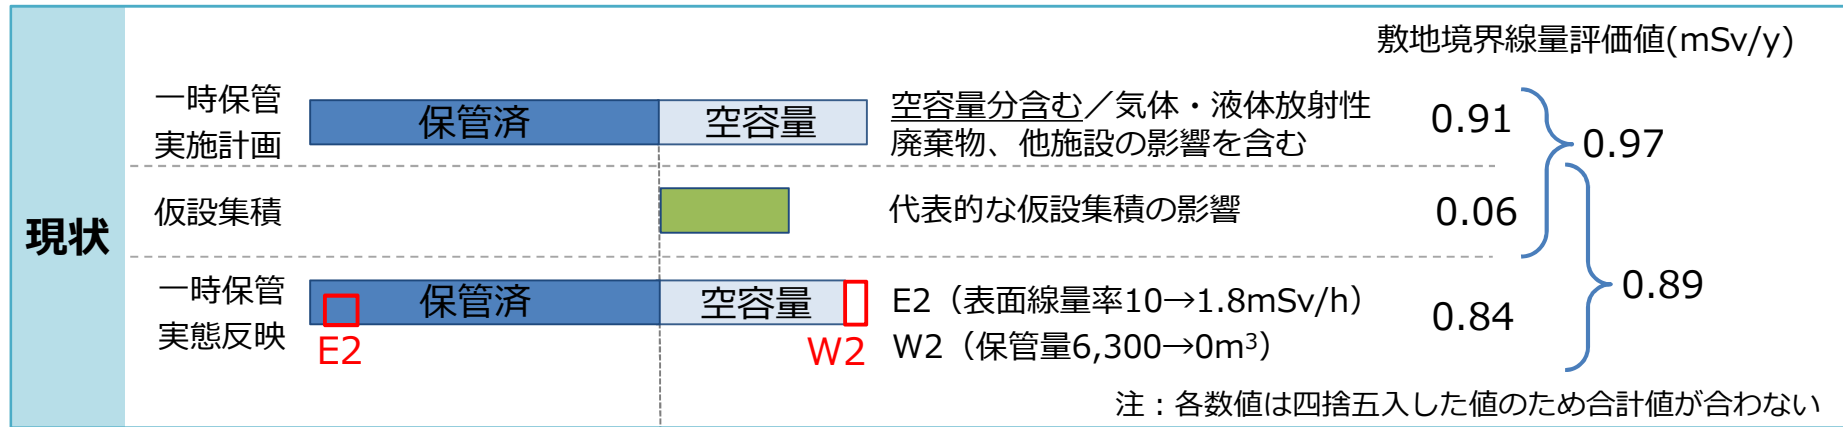 敷地境界線量評価値(mSv/y)
現状
一時保管
実施計画
保管済
空容量
空容量分含む／気体・液体放射性
廃棄物、他施設の影響を含む
0.91
0.97
仮設集積
代表的な仮設集積の影響
0.06
一時保管
実態反映
保管済
空容量
E2
W2
E2（表面線量率10→1.8mSv/h）
W2（保管量6,300→0m³）
0.84
0.89
注：各数値は四捨五入した値のため合計値が合わない